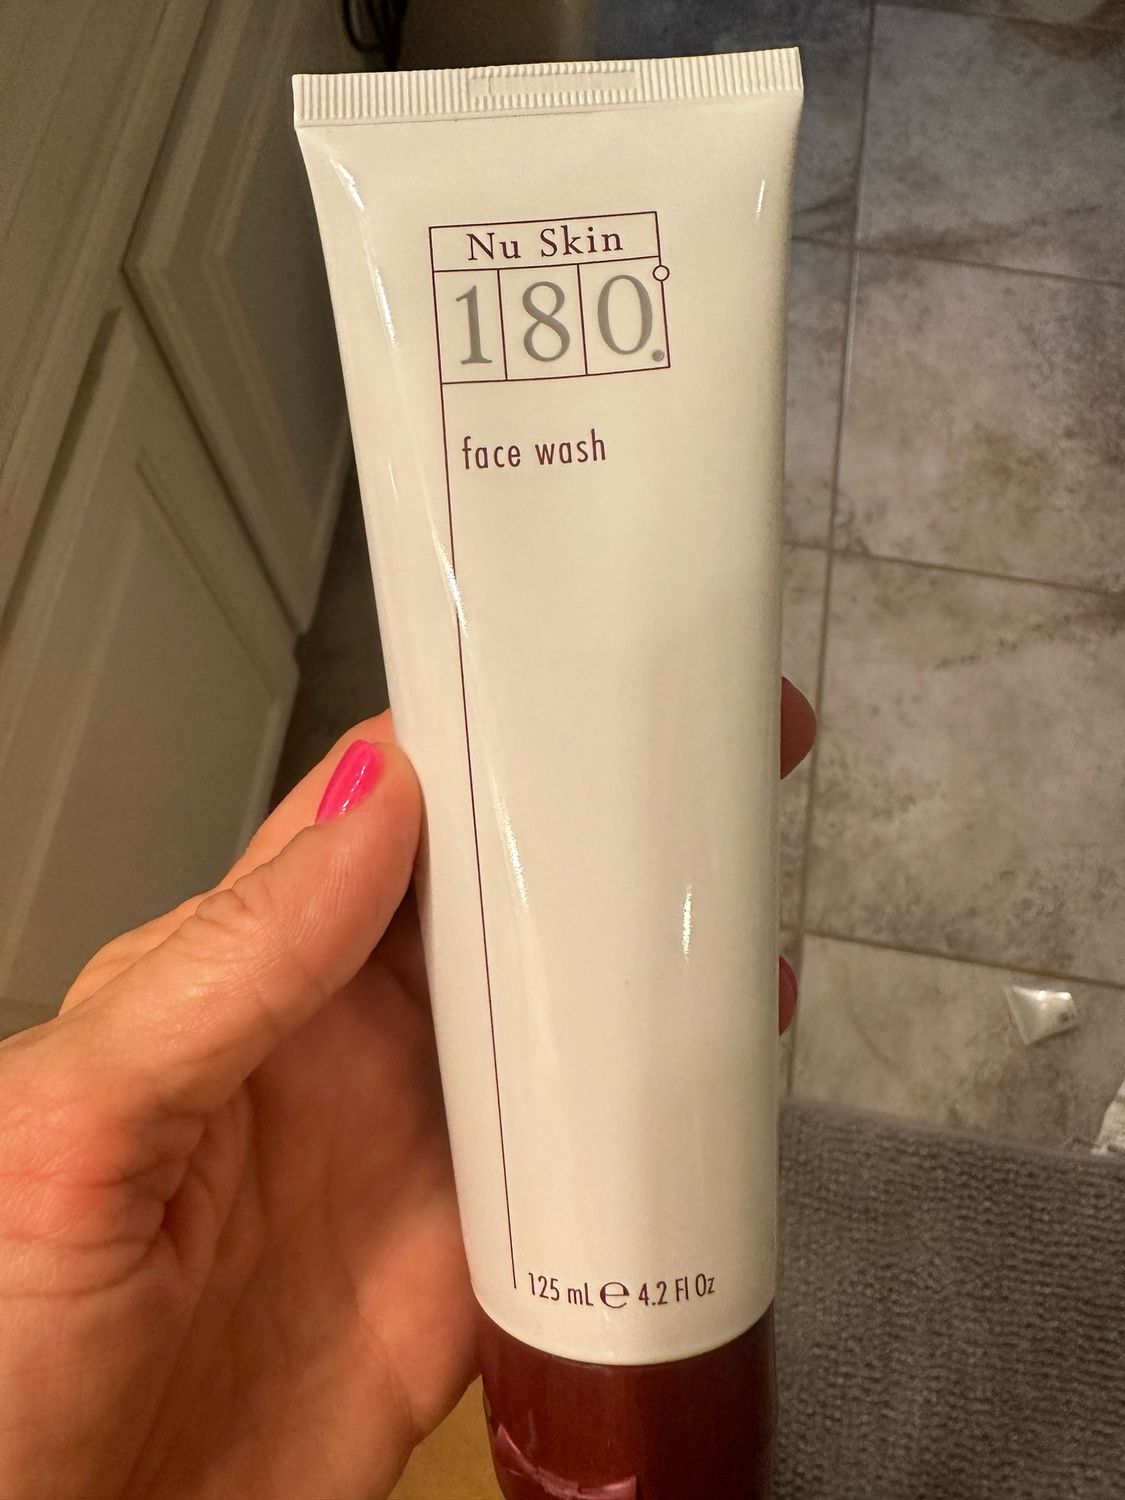 Nu Skin
180°.
face wash
125 mL ℮ 4.2 Fl Oz